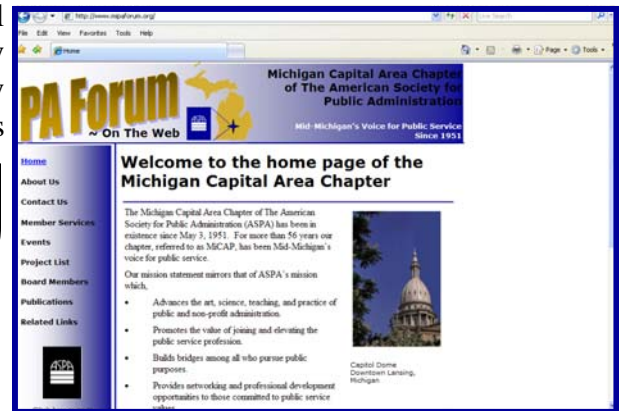 http://www.mipaforum.org/
Live Search
File Edit View Favorites Tools Help
Home
Page
Tools
PA Forum
~ On The Web
Michigan Capital Area Chapter
of The American Society for
Public Administration
Mid-Michigan's Voice for Public Service
Since 1951
Home
About Us
Contact Us
Member Services
Events
Project List
Board Members
Publications
Related Links
ASPA
Welcome to the home page of the
Michigan Capital Area Chapter
The Michigan Capital Area Chapter of The American
Society for Public Administration (ASPA) has been in
existence since May 3, 1951. For more than 56 years our
chapter, referred to as MiCAP, has been Mid-Michigan's
voice for public service.
Our mission statement mirrors that of ASPA's mission
which,
• Advances the art, science, teaching, and practice of
public and non-profit administration.
• Promotes the value of joining and elevating the
public service profession.
• Builds bridges among all who pursue public
purposes.
• Provides networking and professional development
opportunities to those committed to public service
values.
Capitol Dome
Downtown Lansing,
Michigan